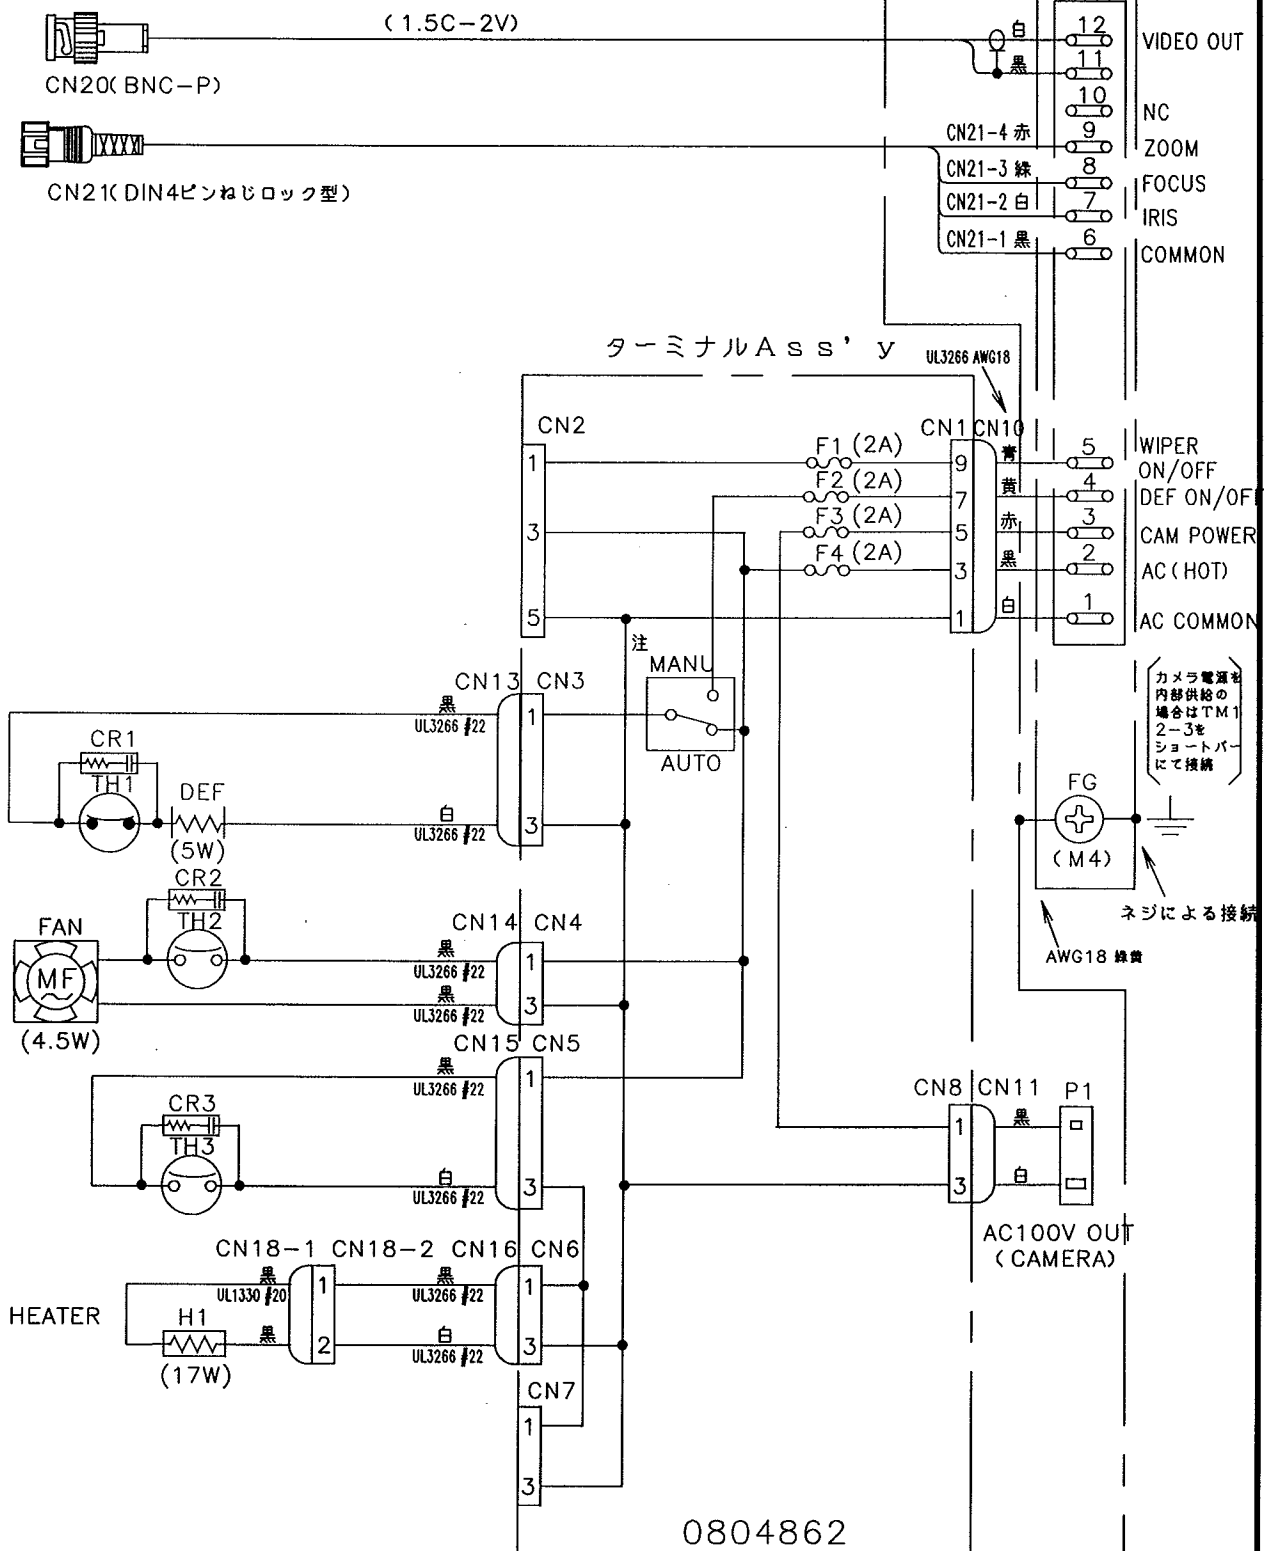 (1.5C-2V)
CN20(BNC-P)
CN21(DIN4ピンねじロック型)
白
12
VIDEO OUT
黒
11
10
NC
CN21-4 赤
9
ZOOM
CN21-3 緑
8
FOCUS
CN21-2 白
7
IRIS
CN21-1 黒
6
COMMON
ターミナルAss'y
UL3266 AWG18
CN2
CN1
CN10
1
F1 (2A)
9
青
5
WIPER
ON/OFF
F2 (2A)
7
黄
4
DEF ON/OF
3
F3 (2A)
5
赤
3
CAM POWER
F4 (2A)
3
黒
2
AC(HOT)
5
1
白
1
AC COMMON
注
MANU
AUTO
カメラ電源を
内部供給の
場合はTM1
2-3を
ショートバー
にて接続
CN13
CN3
黒
UL3266 #22
1
CR1
TH1
DEF
(5W)
白
UL3266 #22
3
FG
(M4)
ネジによる接続
AWG18 緑黄
CR2
TH2
FAN
MF
(4.5W)
CN14
CN4
黒
UL3266 #22
1
黒
UL3266 #22
3
CN15
CN5
黒
UL3266 #22
1
CR3
TH3
白
UL3266 #22
3
CN8
CN11
P1
1
黒
3
白
AC100V OUT
(CAMERA)
CN18-1
CN18-2
CN16
CN6
HEATER
黒
UL1330 #20
1
黒
UL3266 #22
1
H1
(17W)
黒
2
白
UL3266 #22
3
CN7
1
3
0804862